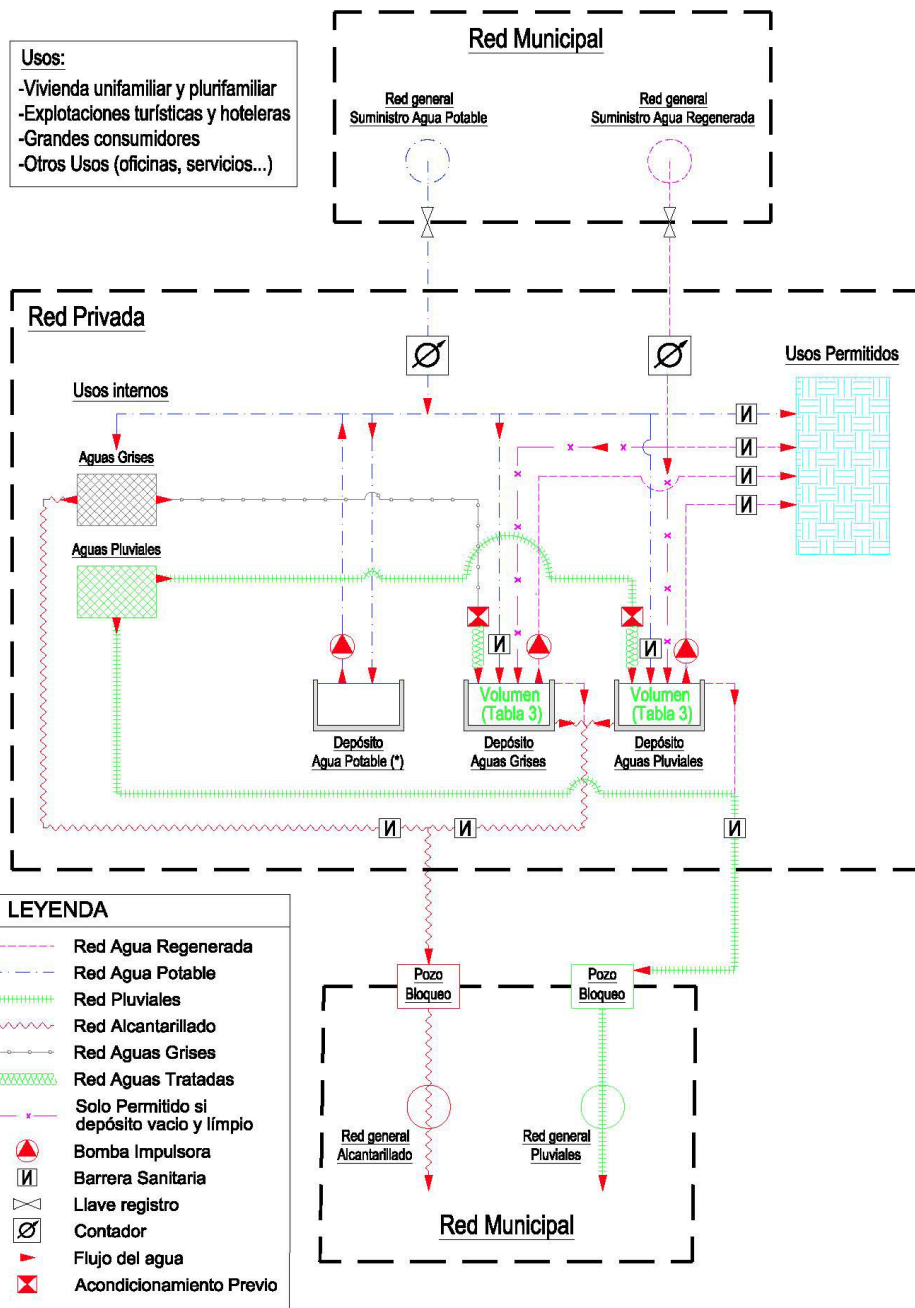 Usos:
-Vivienda unifamiliar y plurifamiliar
-Explotaciones turísticas y hoteleras
-Grandes consumidores
-Otros Usos (oficinas, servicios...)
Red Municipal
Red general
Suministro Agua Potable
Red general
Suministro Agua Regenerada
Red Privada
Usos internos
Usos Permitidos
Aguas Grises
Aguas Pluviales
N
N
N
N
N
N
Volumen
(Tabla 3)
Volumen
(Tabla 3)
Depósito
Agua Potable (*)
Depósito
Aguas Grises
Depósito
Aguas Pluviales
N
N
N
LEYENDA
Red Agua Regenerada
Red Agua Potable
Red Pluviales
Red Alcantarillado
Red Aguas Grises
Red Aguas Tratadas
Solo Permitido si
depósito vacio y límpio
Bomba Impulsora
N
Barrera Sanitaria
Llave registro
Contador
Flujo del agua
Acondicionamiento Previo
Pozo
Bloqueo
Pozo
Bloqueo
Red general
Alcantarillado
Red general
Pluviales
Red Municipal